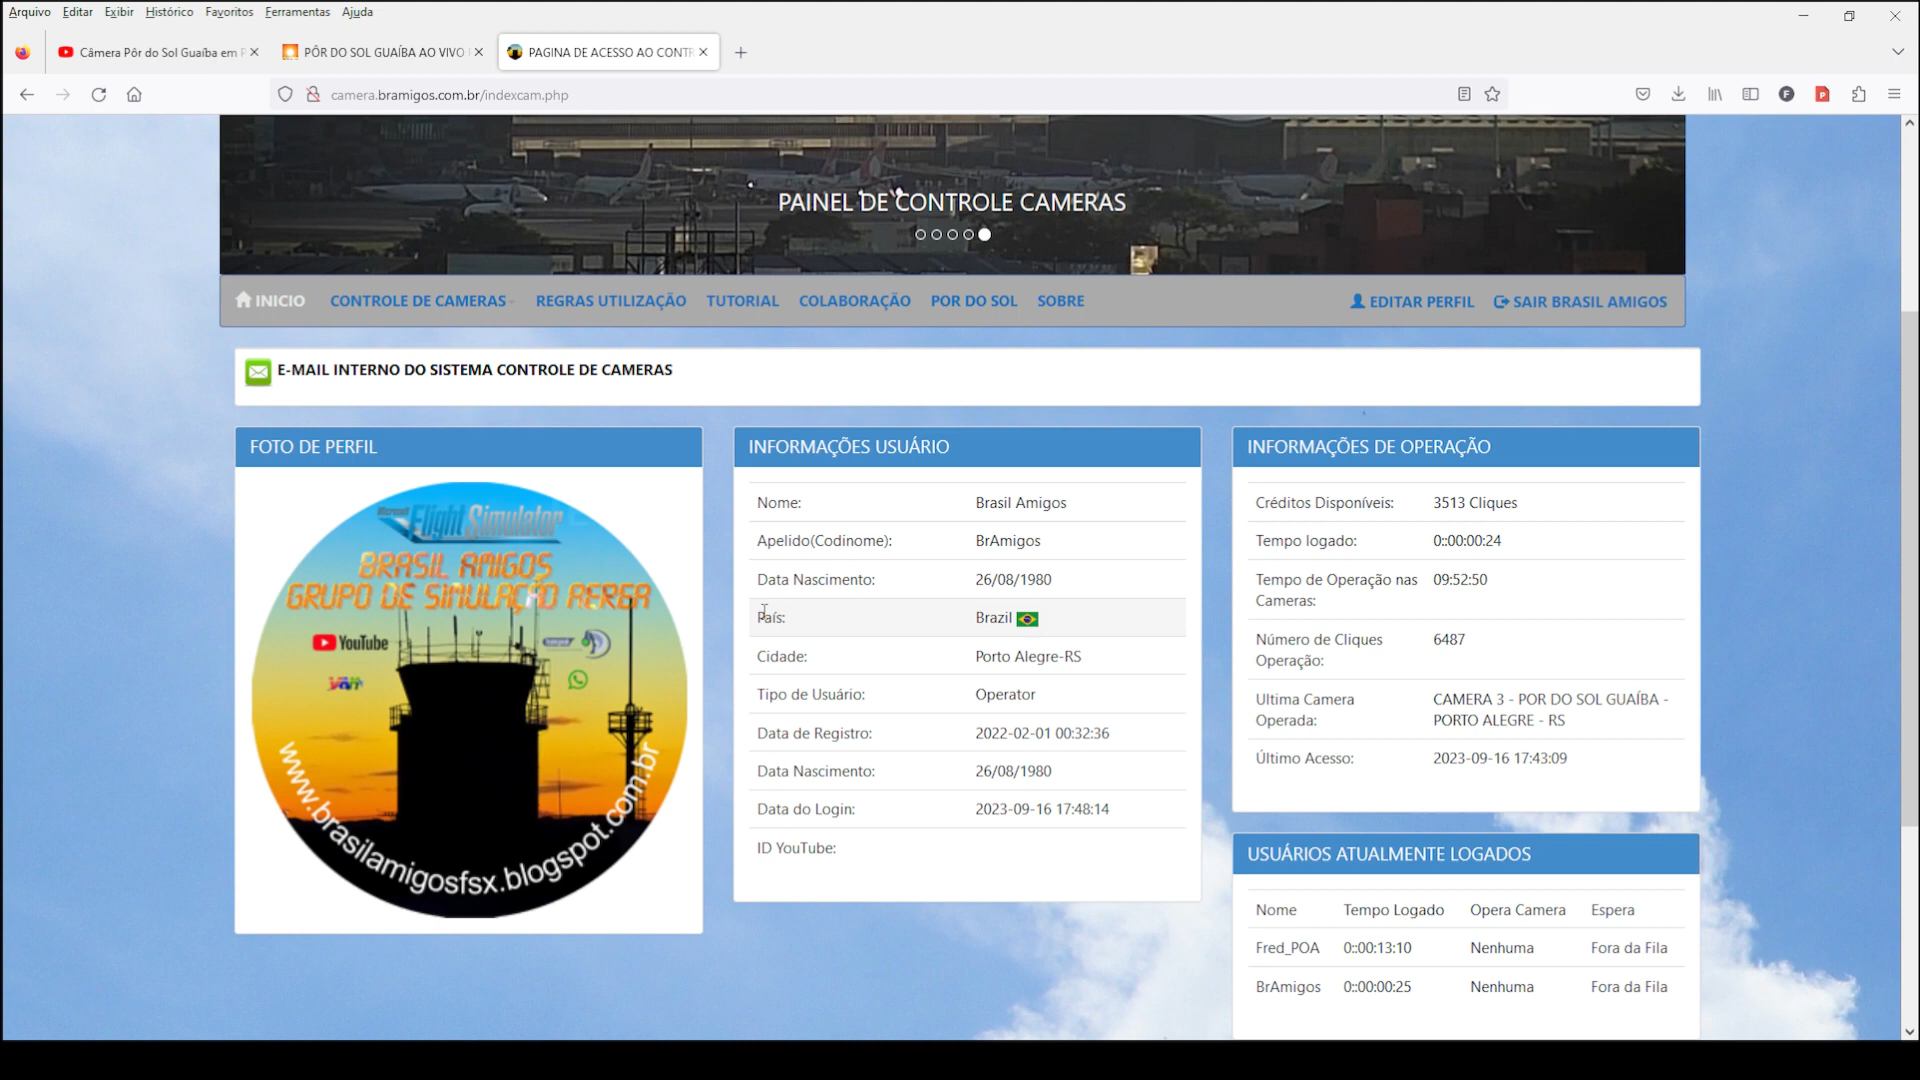 Arquivo Editar Exibir Histórico Favoritos Ferramentas Ajuda
Câmera Pôr do Sol Guaíba em P
PÔR DO SOL GUAÍBA AO VIVO
PAGINA DE ACESSO AO CONTR
camera.bramigos.com.br/indexcam.php
PAINEL DE CONTROLE CAMERAS
INICIO CONTROLE DE CAMERAS REGRAS UTILIZAÇÃO TUTORIAL COLABORAÇÃO POR DO SOL SOBRE EDITAR PERFIL SAIR BRASIL AMIGOS
E-MAIL INTERNO DO SISTEMA CONTROLE DE CAMERAS
FOTO DE PERFIL
Microsoft
Flight Simulator
BRASIL AMIGOS
GRUPO DE SIMULAÇÃO AEREA
YouTube
www.brasilamigosfsx.blogspot.com.br
INFORMAÇÕES USUÁRIO
Nome: Brasil Amigos
Apelido(Codinome): BrAmigos
Data Nascimento: 26/08/1980
País: Brazil
Cidade: Porto Alegre-RS
Tipo de Usuário: Operator
Data de Registro: 2022-02-01 00:32:36
Data Nascimento: 26/08/1980
Data do Login: 2023-09-16 17:48:14
ID YouTube:
INFORMAÇÕES DE OPERAÇÃO
Créditos Disponíveis: 3513 Cliques
Tempo logado: 0::00:00:24
Tempo de Operação nas 09:52:50
Cameras:
Número de Cliques 6487
Operação:
Ultima Camera CAMERA 3 - POR DO SOL GUAÍBA -
Operada: PORTO ALEGRE - RS
Último Acesso: 2023-09-16 17:43:09
USUÁRIOS ATUALMENTE LOGADOS
Nome Tempo Logado Opera Camera Espera
Fred_POA 0::00:13:10 Nenhuma Fora da Fila
BrAmigos 0::00:00:25 Nenhuma Fora da Fila